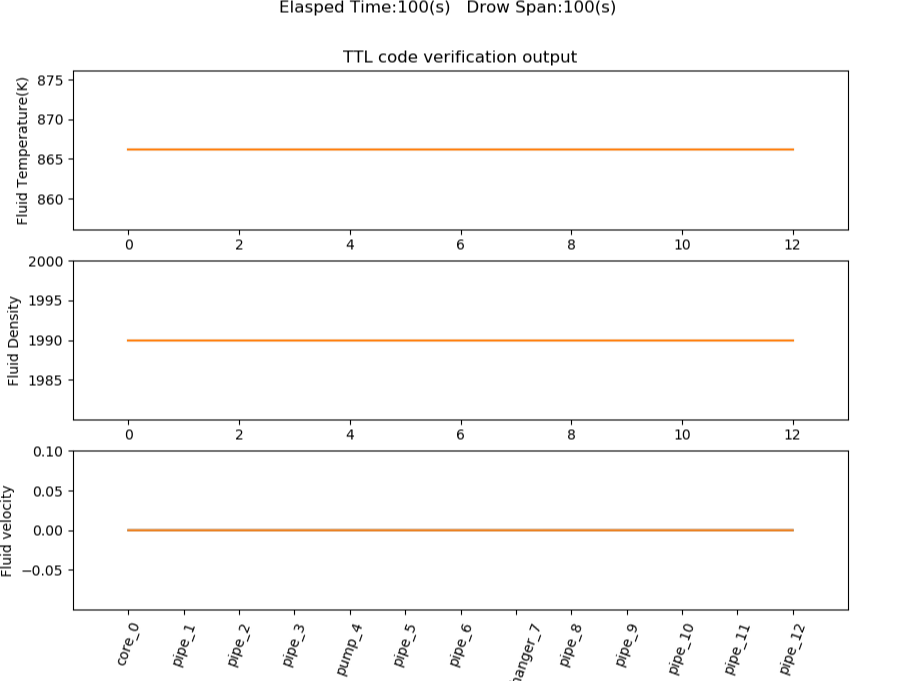 Elasped Time:100(s) Drow Span:100(s)
TTL code verification output
Fluid Temperature(K)
875
870
865
860
0 2 4 6 8 10 12
Fluid Density
2000
1995
1990
1985
0 2 4 6 8 10 12
Fluid velocity
0.10
0.05
0.00
−0.05
core_0 pipe_1 pipe_2 pipe_3 pump_4 pipe_5 pipe_6 hanger_7 pipe_8 pipe_9 pipe_10 pipe_11 pipe_12